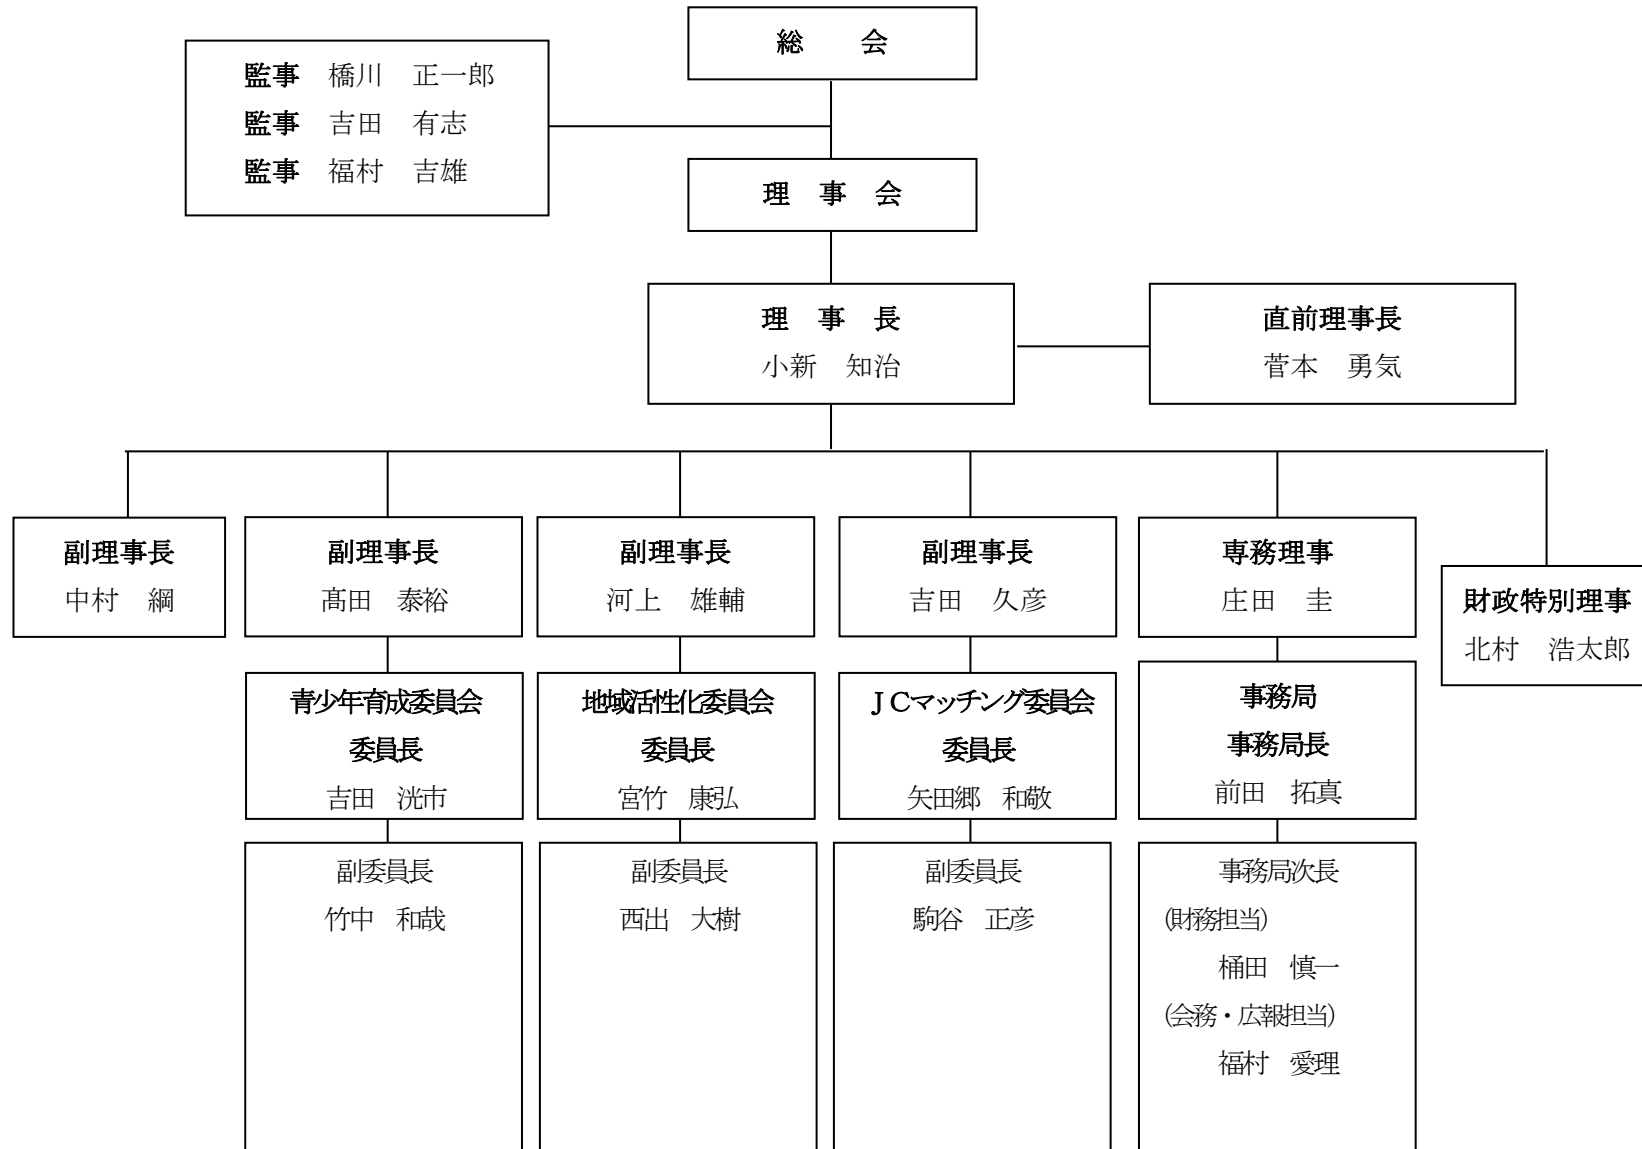 総　会
監事　橋川　正一郎
監事　吉田　有志
監事　福村　吉雄
理　事　会
理　事　長
小新　知治
直前理事長
菅本　勇気
副理事長
中村　綱
副理事長
髙田　泰裕
副理事長
河上　雄輔
副理事長
吉田　久彦
専務理事
庄田　圭
財政特別理事
北村　浩太郎
青少年育成委員会
委員長
吉田　洸市
地域活性化委員会
委員長
宮竹　康弘
ＪＣマッチング委員会
委員長
矢田郷　和敬
事務局
事務局長
前田　拓真
副委員長
竹中　和哉
副委員長
西出　大樹
副委員長
駒谷　正彦
事務局次長
(財務担当)
桶田　慎一
(会務・広報担当)
福村　愛理